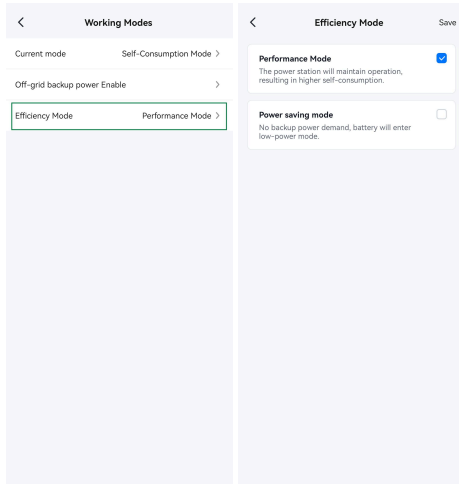 Working Modes
Current mode Self-Consumption Mode
Off-grid backup power Enable
Efficiency Mode Performance Mode
Efficiency Mode Save
Performance Mode
The power station will maintain operation,
resulting in higher self-consumption.
Power saving mode
No backup power demand, battery will enter
low-power mode.